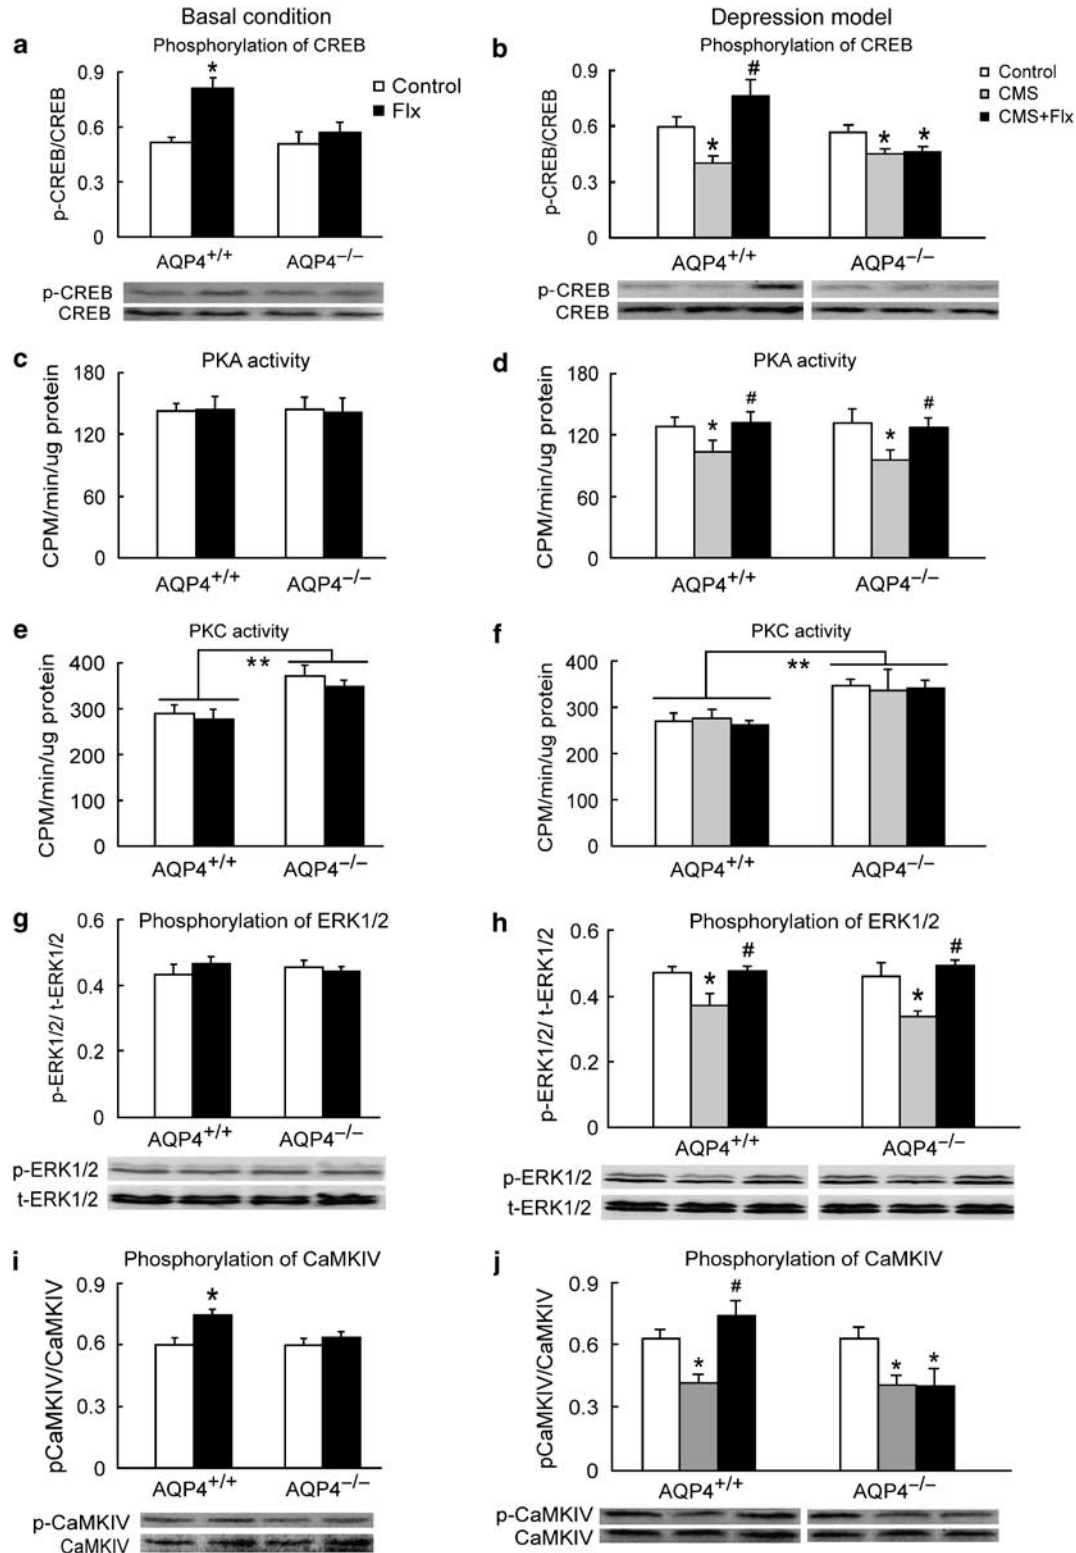 Basal condition
Depression model
a
Phosphorylation of CREB
*
Control
Flx
p-CREB/CREB
0.9
0.6
0.3
0
AQP4+/+
AQP4−/−
p-CREB
CREB
b
Phosphorylation of CREB
Control
CMS
CMS+Flx
#
*
*
*
p-CREB/CREB
0.9
0.6
0.3
0
AQP4+/+
AQP4−/−
p-CREB
CREB
c
PKA activity
CPM/min/ug protein
180
120
60
0
AQP4+/+
AQP4−/−
d
PKA activity
CPM/min/ug protein
180
120
60
0
*
#
*
#
AQP4+/+
AQP4−/−
e
PKC activity
**
CPM/min/ug protein
400
300
200
100
0
AQP4+/+
AQP4−/−
f
PKC activity
**
CPM/min/ug protein
400
300
200
100
0
AQP4+/+
AQP4−/−
g
Phosphorylation of ERK1/2
p-ERK1/2/ t-ERK1/2
0.6
0.4
0.2
0
AQP4+/+
AQP4−/−
p-ERK1/2
t-ERK1/2
h
Phosphorylation of ERK1/2
p-ERK1/2/ t-ERK1/2
0.6
0.4
0.2
0
*
#
*
#
AQP4+/+
AQP4−/−
p-ERK1/2
t-ERK1/2
i
Phosphorylation of CaMKIV
*
pCaMKIV/CaMKIV
0.9
0.6
0.3
0
AQP4+/+
AQP4−/−
p-CaMKIV
CaMKIV
j
Phosphorylation of CaMKIV
pCaMKIV/CaMKIV
0.9
0.6
0.3
0
*
#
*
*
AQP4+/+
AQP4−/−
p-CaMKIV
CaMKIV